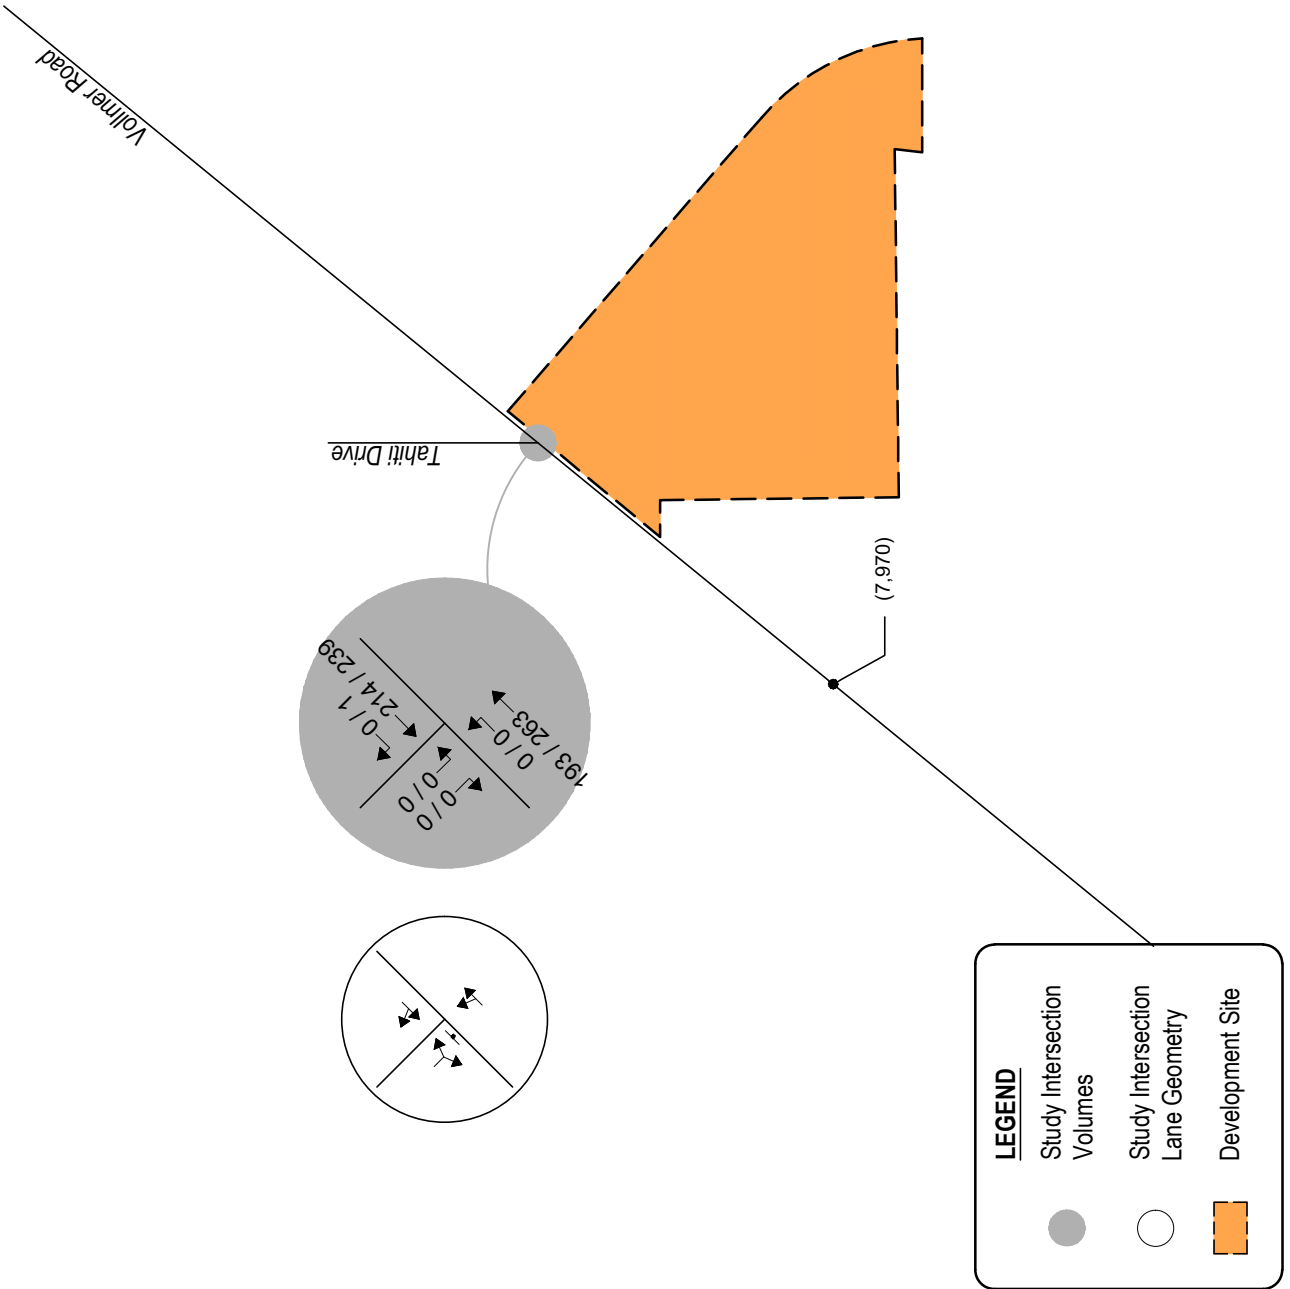 Vollmer Road
Tahiti Drive
214 / 239
0 / 1
0 / 0
0 / 0
0 / 0
193 / 263
(7,970)
LEGEND
Study Intersection
Volumes
Study Intersection
Lane Geometry
Development Site